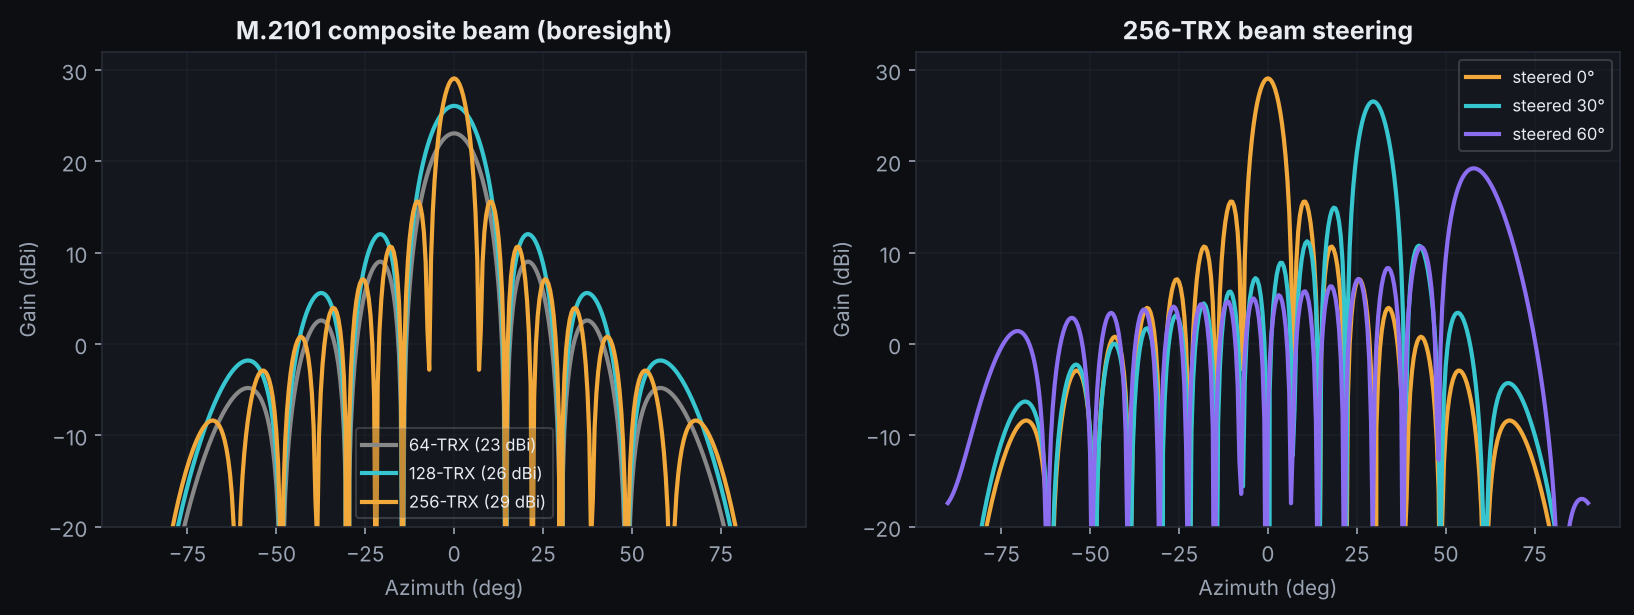 M.2101 composite beam (boresight)
Gain (dBi)
30
20
10
0
−10
−20
64-TRX (23 dBi)
128-TRX (26 dBi)
256-TRX (29 dBi)
−75 −50 −25 0 25 50 75
Azimuth (deg)
256-TRX beam steering
Gain (dBi)
30
20
10
0
−10
−20
steered 0°
steered 30°
steered 60°
−75 −50 −25 0 25 50 75
Azimuth (deg)